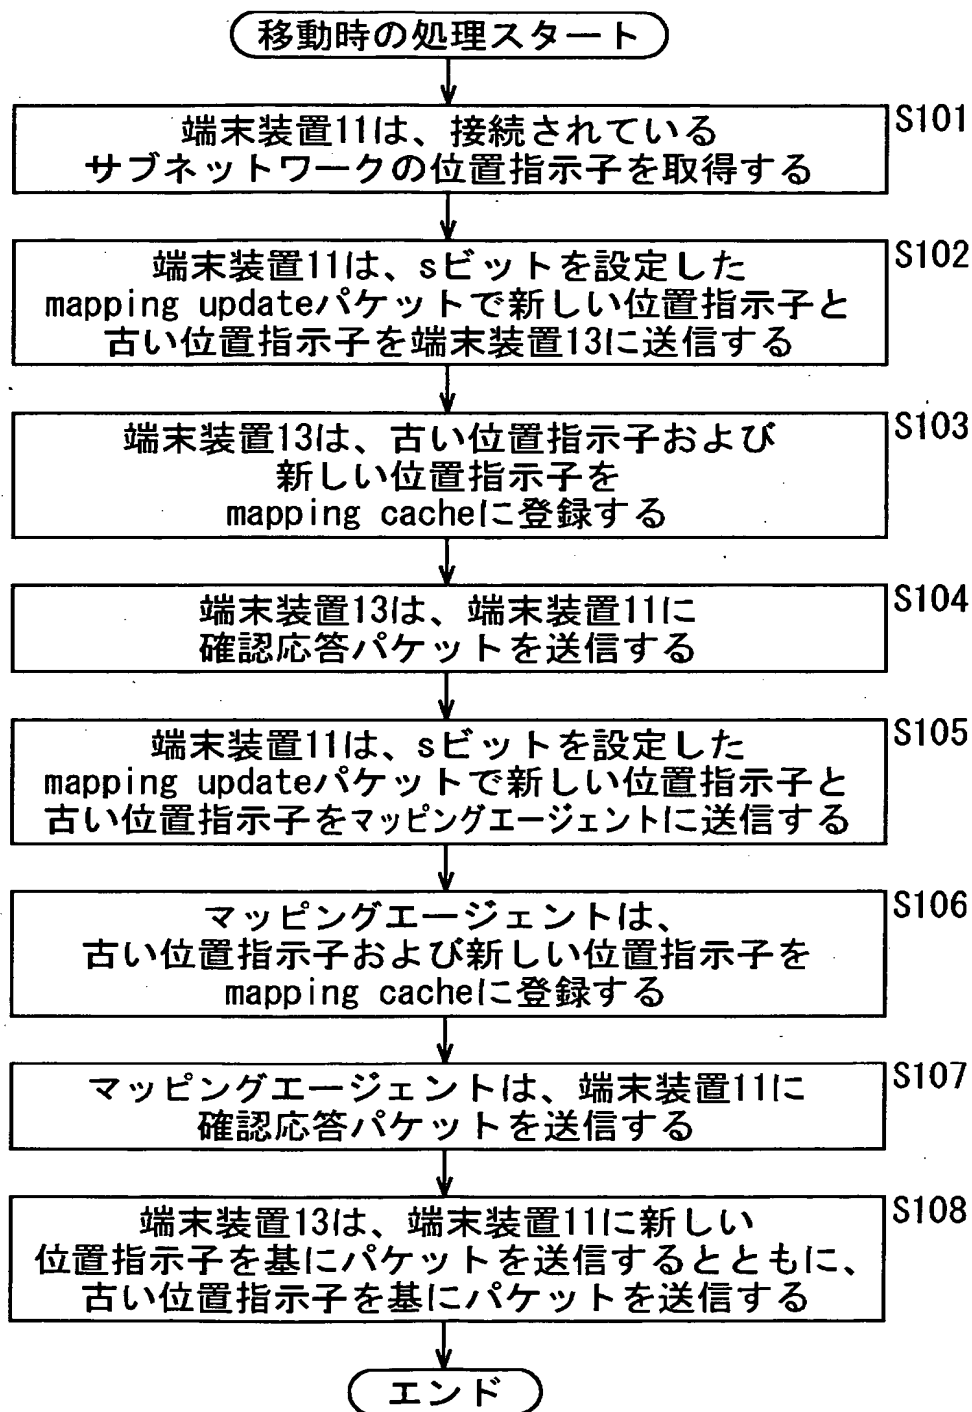 移動時の処理スタート
S101
端末装置11は、接続されている
サブネットワークの位置指示子を取得する
S102
端末装置11は、sビットを設定した
mapping updateパケットで新しい位置指示子と
古い位置指示子を端末装置13に送信する
S103
端末装置13は、古い位置指示子および
新しい位置指示子を
mapping cacheに登録する
S104
端末装置13は、端末装置11に
確認応答パケットを送信する
S105
端末装置11は、sビットを設定した
mapping updateパケットで新しい位置指示子と
古い位置指示子をマッピングエージェントに送信する
S106
マッピングエージェントは、
古い位置指示子および新しい位置指示子を
mapping cacheに登録する
S107
マッピングエージェントは、端末装置11に
確認応答パケットを送信する
S108
端末装置13は、端末装置11に新しい
位置指示子を基にパケットを送信するとともに、
古い位置指示子を基にパケットを送信する
エンド